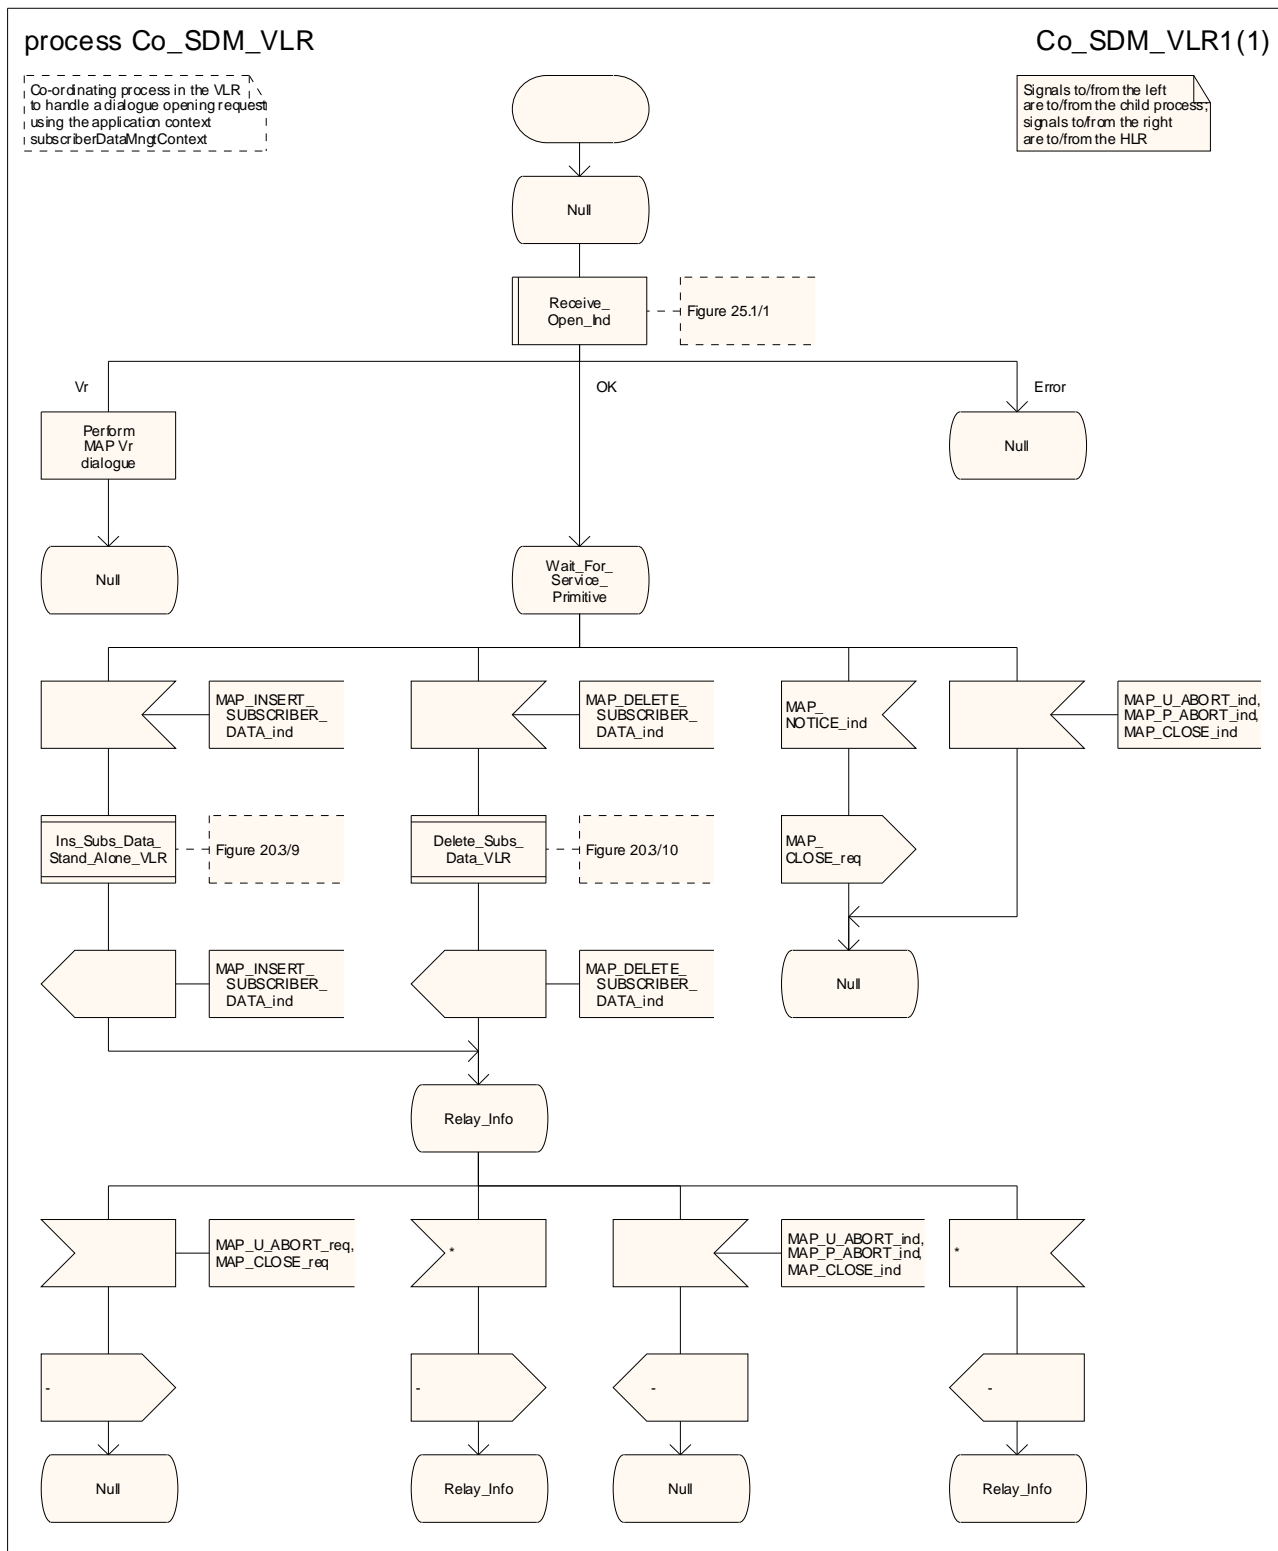 process Co_SDM_VLR
Co_SDM_VLR1(1)
Co-ordinating process in the VLR
to handle a dialogue opening request
using the application context
subscriberDataMngtContext
Signals to/from the left
are to/from the child process;
signals to/from the right
are to/from the HLR
Null
Receive_
Open_Ind
Figure 25.1/1
Vr
OK
Error
Perform
MAP Vr
dialogue
Null
Null
Wait_For_
Service_
Primitive
MAP_INSERT_
SUBSCRIBER_
DATA_ind
MAP_DELETE_
SUBSCRIBER_
DATA_ind
MAP_
NOTICE_ind
MAP_U_ABORT_ind,
MAP_P_ABORT_ind,
MAP_CLOSE_ind
Ins_Subs_Data_
Stand_Alone_VLR
Figure 20.3/9
Delete_Subs_
Data_VLR
Figure 20.3/10
MAP_
CLOSE_req
MAP_INSERT_
SUBSCRIBER_
DATA_ind
MAP_DELETE_
SUBSCRIBER_
DATA_ind
Null
Relay_Info
MAP_U_ABORT_req,
MAP_CLOSE_req
*
MAP_U_ABORT_ind,
MAP_P_ABORT_ind,
MAP_CLOSE_ind
*
-
-
-
-
Null
Relay_Info
Null
Relay_Info